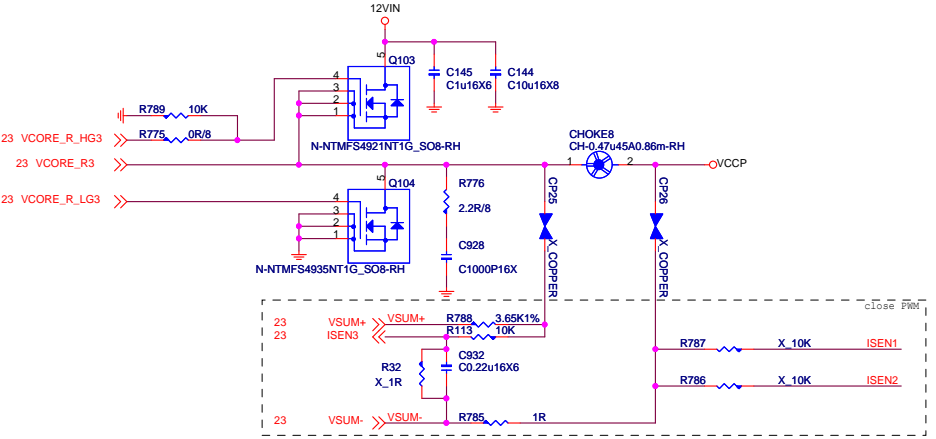 12VIN
5
Q103
4
3
2
1
C145
C1u16X6
C144
C10u16X8
R789 10K
23 VCORE_R_HG3
R775 0R/8
N-NTMFS4921NT1G_SO8-RH
CHOKE8
CH-0.47u45A0.86m-RH
23 VCORE_R3
1 2
VCCP
5
Q104
R776
2.2R/8
CP25
X_COPPER
CP26
X_COPPER
23 VCORE_R_LG3
4
3
2
1
C928
C1000P16X
N-NTMFS4935NT1G_SO8-RH
close PWM
23 VSUM+ VSUM+ R788 3.65K1%
23 ISEN3 R113 10K
R787 X_10K ISEN1
R32
X_1R
C932
C0.22u16X6
R786 X_10K ISEN2
23 VSUM- VSUM- R785 1R